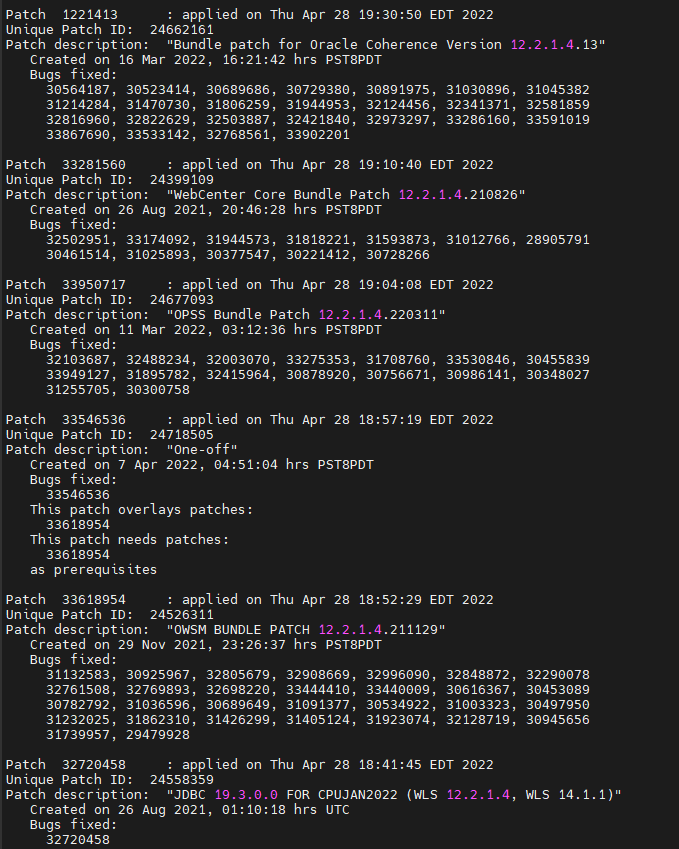 Patch  1221413      : applied on Thu Apr 28 19:30:50 EDT 2022
Unique Patch ID:  24662161
Patch description:  "Bundle patch for Oracle Coherence Version 12.2.1.4.13"
   Created on 16 Mar 2022, 16:21:42 hrs PST8PDT
   Bugs fixed:
     30564187, 30523414, 30689686, 30729380, 30891975, 31030896, 31045382
     31214284, 31470730, 31806259, 31944953, 32124456, 32341371, 32581859
     32816960, 32822629, 32503887, 32421840, 32973297, 33286160, 33591019
     33867690, 33533142, 32768561, 33902201

Patch  33281560     : applied on Thu Apr 28 19:10:40 EDT 2022
Unique Patch ID:  24399109
Patch description:  "WebCenter Core Bundle Patch 12.2.1.4.210826"
   Created on 26 Aug 2021, 20:46:28 hrs PST8PDT
   Bugs fixed:
     32502951, 33174092, 31944573, 31818221, 31593873, 31012766, 28905791
     30461514, 31025893, 30377547, 30221412, 30728266

Patch  33950717     : applied on Thu Apr 28 19:04:08 EDT 2022
Unique Patch ID:  24677093
Patch description:  "OPSS Bundle Patch 12.2.1.4.220311"
   Created on 11 Mar 2022, 03:12:36 hrs PST8PDT
   Bugs fixed:
     32103687, 32488234, 32003070, 33275353, 31708760, 33530846, 30455839
     33949127, 31895782, 32415964, 30878920, 30756671, 30986141, 30348027
     31255705, 30300758

Patch  33546536     : applied on Thu Apr 28 18:57:19 EDT 2022
Unique Patch ID:  24718505
Patch description:  "One-off"
   Created on 7 Apr 2022, 04:51:04 hrs PST8PDT
   Bugs fixed:
     33546536
   This patch overlays patches:
     33618954
   This patch needs patches:
     33618954
   as prerequisites

Patch  33618954     : applied on Thu Apr 28 18:52:29 EDT 2022
Unique Patch ID:  24526311
Patch description:  "OWSM BUNDLE PATCH 12.2.1.4.211129"
   Created on 29 Nov 2021, 23:26:37 hrs PST8PDT
   Bugs fixed:
     31132583, 30925967, 32805679, 32908669, 32996090, 32848872, 32290078
     32761508, 32769893, 32698220, 33444410, 33440009, 30616367, 30453089
     30782792, 31036596, 30689649, 31091377, 30534922, 31003323, 30497950
     31232025, 31862310, 31426299, 31405124, 31923074, 32128719, 30945656
     31739957, 29479928

Patch  32720458     : applied on Thu Apr 28 18:41:45 EDT 2022
Unique Patch ID:  24558359
Patch description:  "JDBC 19.3.0.0 FOR CPUJAN2022 (WLS 12.2.1.4, WLS 14.1.1)"
   Created on 26 Aug 2021, 01:10:18 hrs UTC
   Bugs fixed:
     32720458